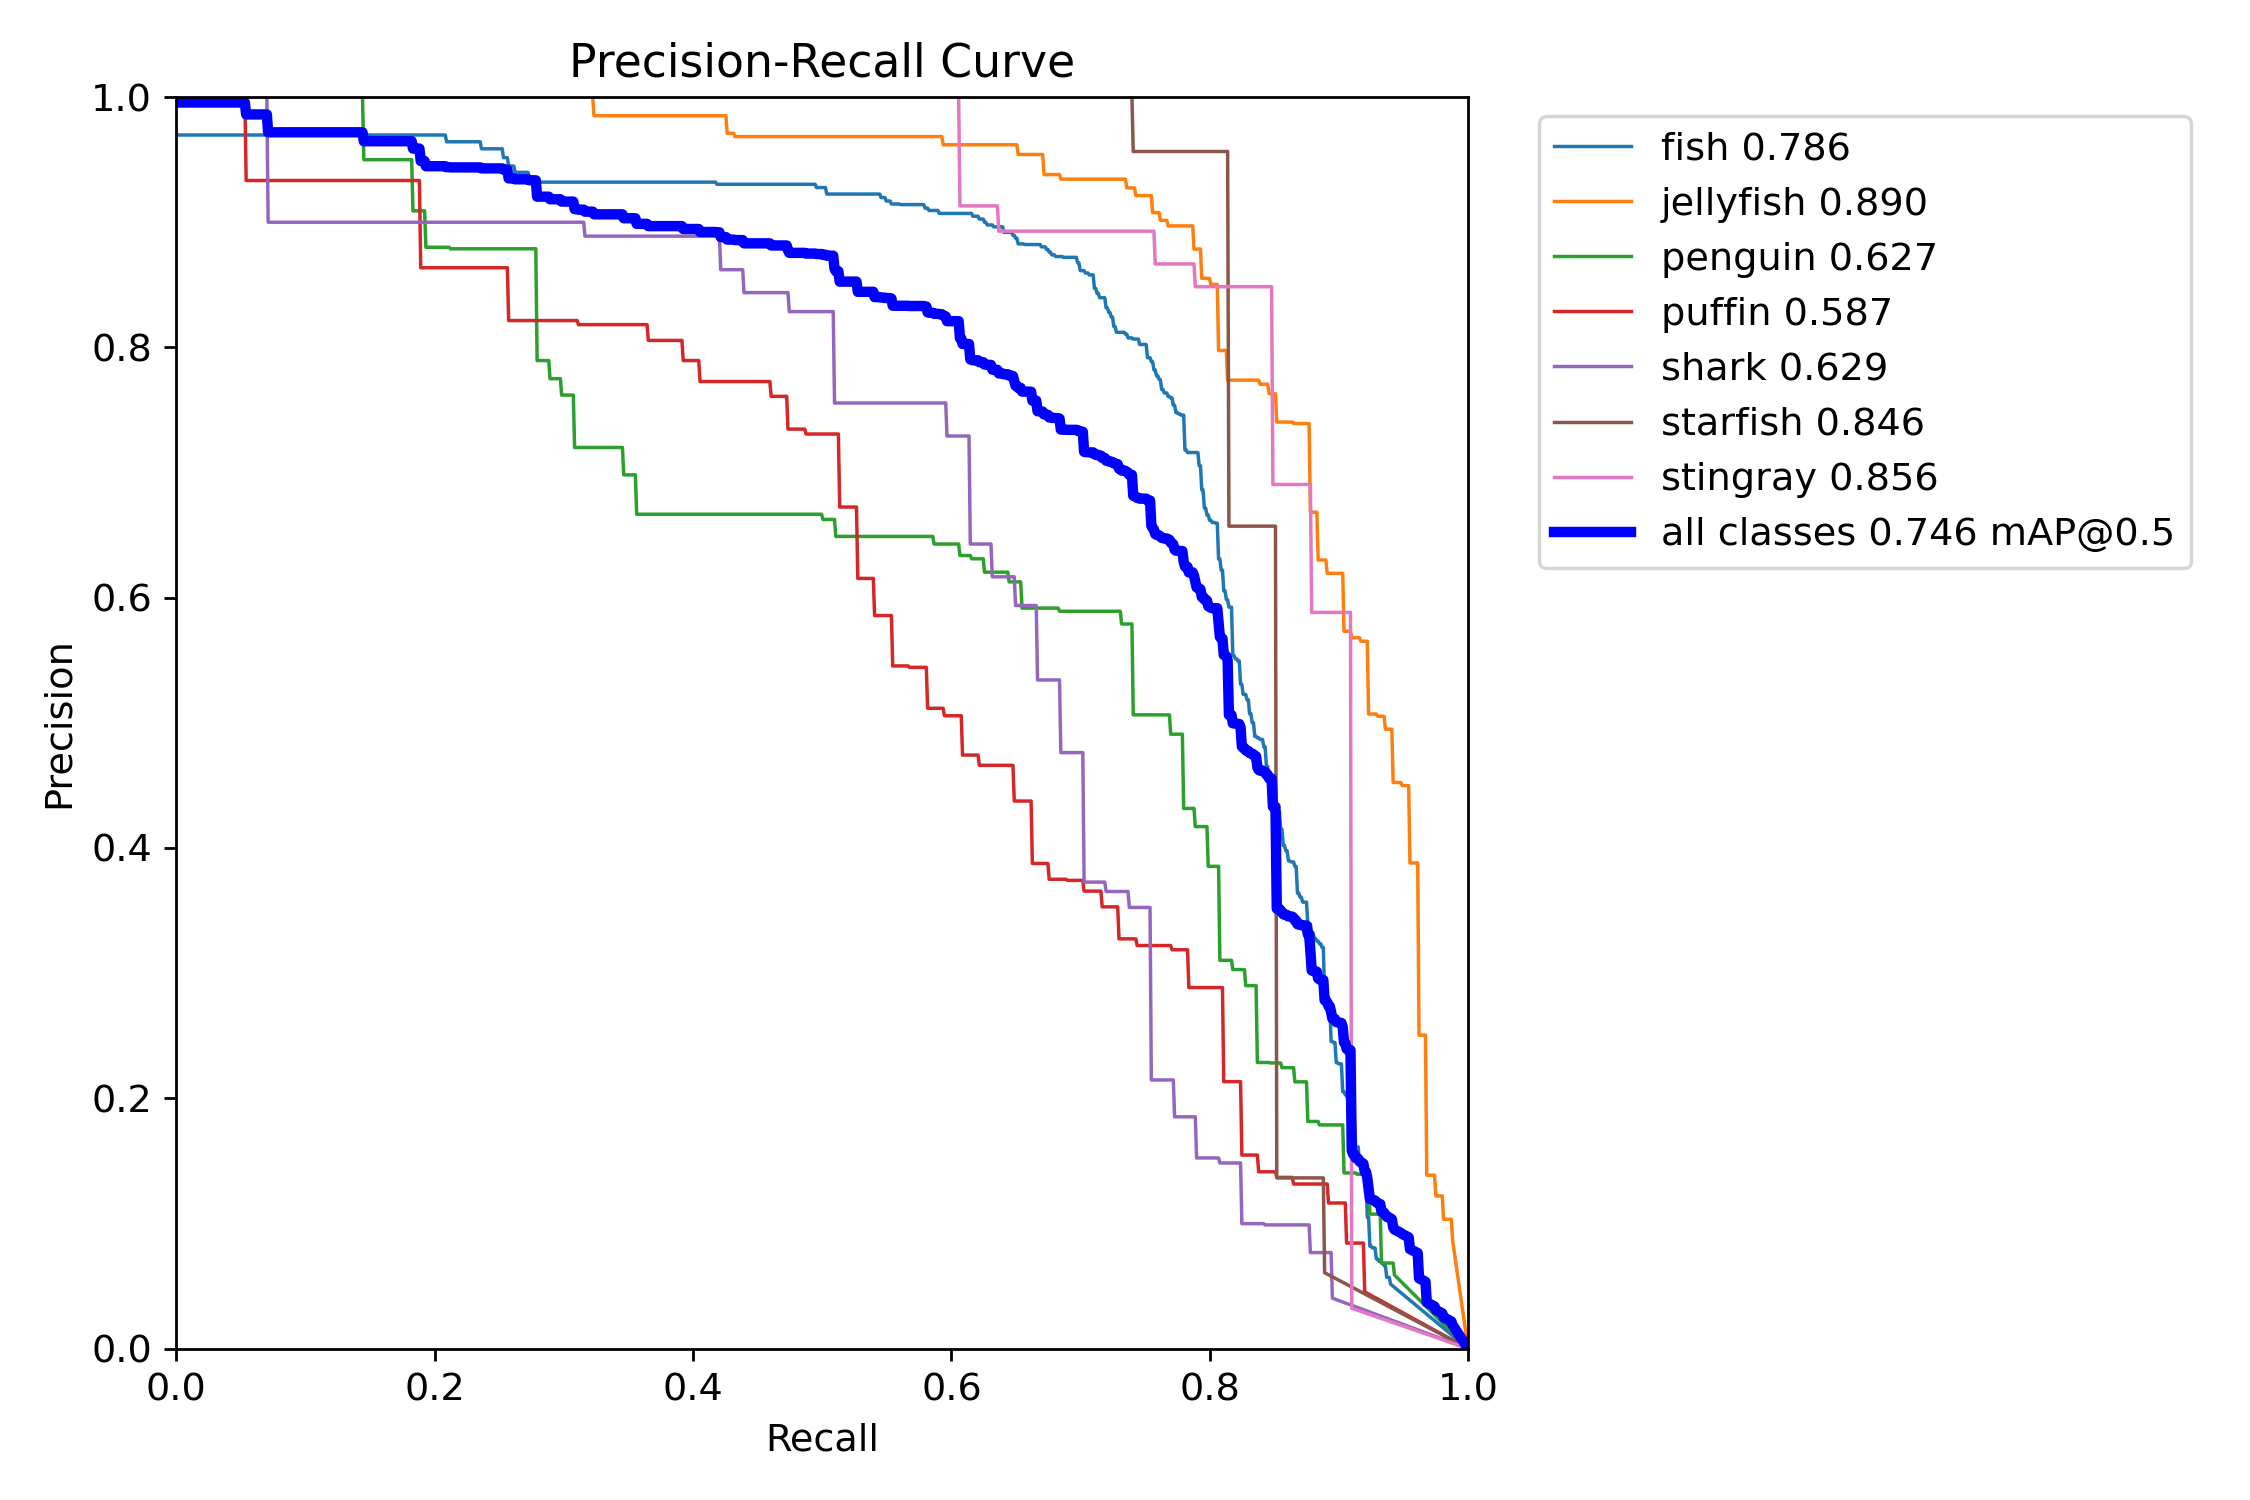 Precision-Recall Curve
1.0
0.8
0.6
0.4
0.2
0.0
Precision
0.0 0.2 0.4 0.6 0.8 1.0
Recall
fish 0.786
jellyfish 0.890
penguin 0.627
puffin 0.587
shark 0.629
starfish 0.846
stingray 0.856
all classes 0.746 mAP@0.5